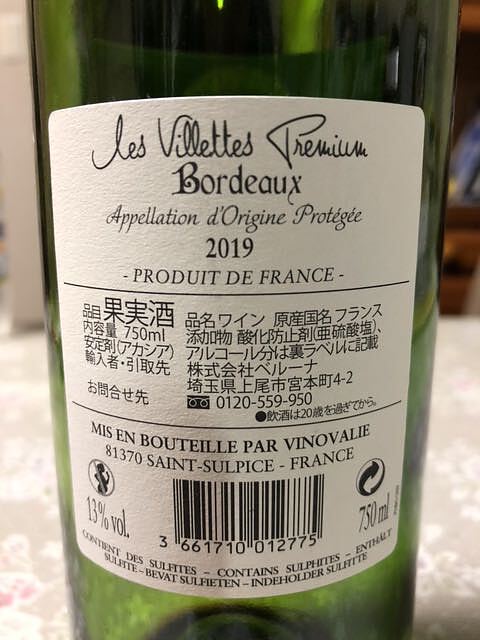 Les Villettes Premium
Bordeaux
Appellation d'Origine Protégée
2019
- PRODUIT DE FRANCE -
品目 果実酒 品名 ワイン 原産国名 フランス
内容量 750ml 添加物 酸化防止剤(亜硫酸塩)、
安定剤(アカシア) アルコール分は裏ラベルに記載
輸入者・引取先 株式会社ベルーナ
埼玉県上尾市宮本町4-2
お問合せ先 0120-559-950
●飲酒は20歳を過ぎてから。
MIS EN BOUTEILLE PAR VINOVALIE
81370 SAINT-SULPICE - FRANCE
13% vol.
750 ml
3 661710 012775
CONTIENT DES SULFITES - CONTAINS SULPHITES - ENTHÄLT
SULFITE - BEVAT SULFIETEN - INDEHOLDER SULFITTE